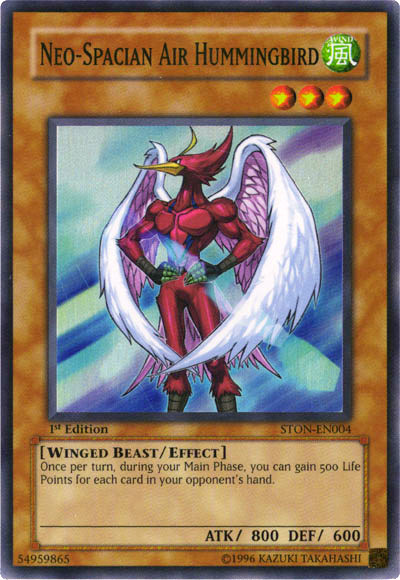 NEO-SPACIAN AIR HUMMINGBIRD
WIND
風
1st Edition
STON-EN004
[WINGED BEAST/EFFECT]
Once per turn, during your Main Phase, you can gain 500 Life
Points for each card in your opponent's hand.
ATK/ 800 DEF/ 600
54959865
©1996 KAZUKI TAKAHASHI